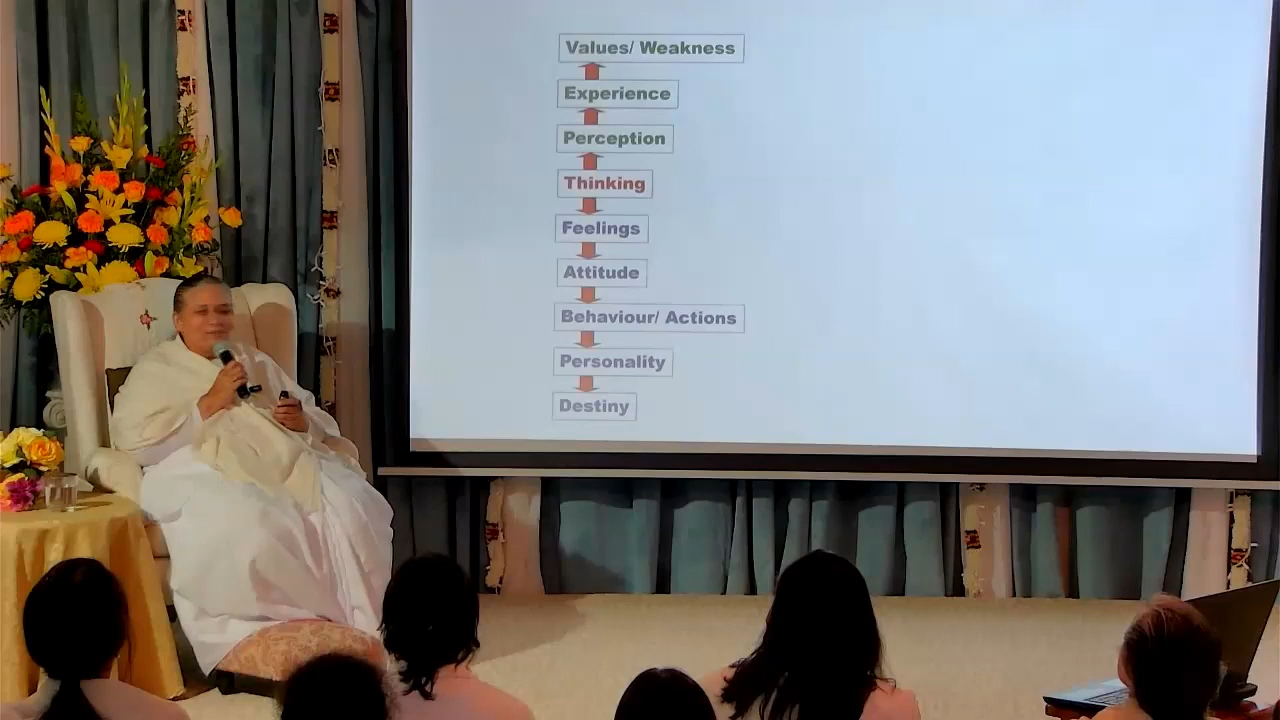 Values/ Weakness
Experience
Perception
Thinking
Feelings
Attitude
Behaviour/ Actions
Personality
Destiny